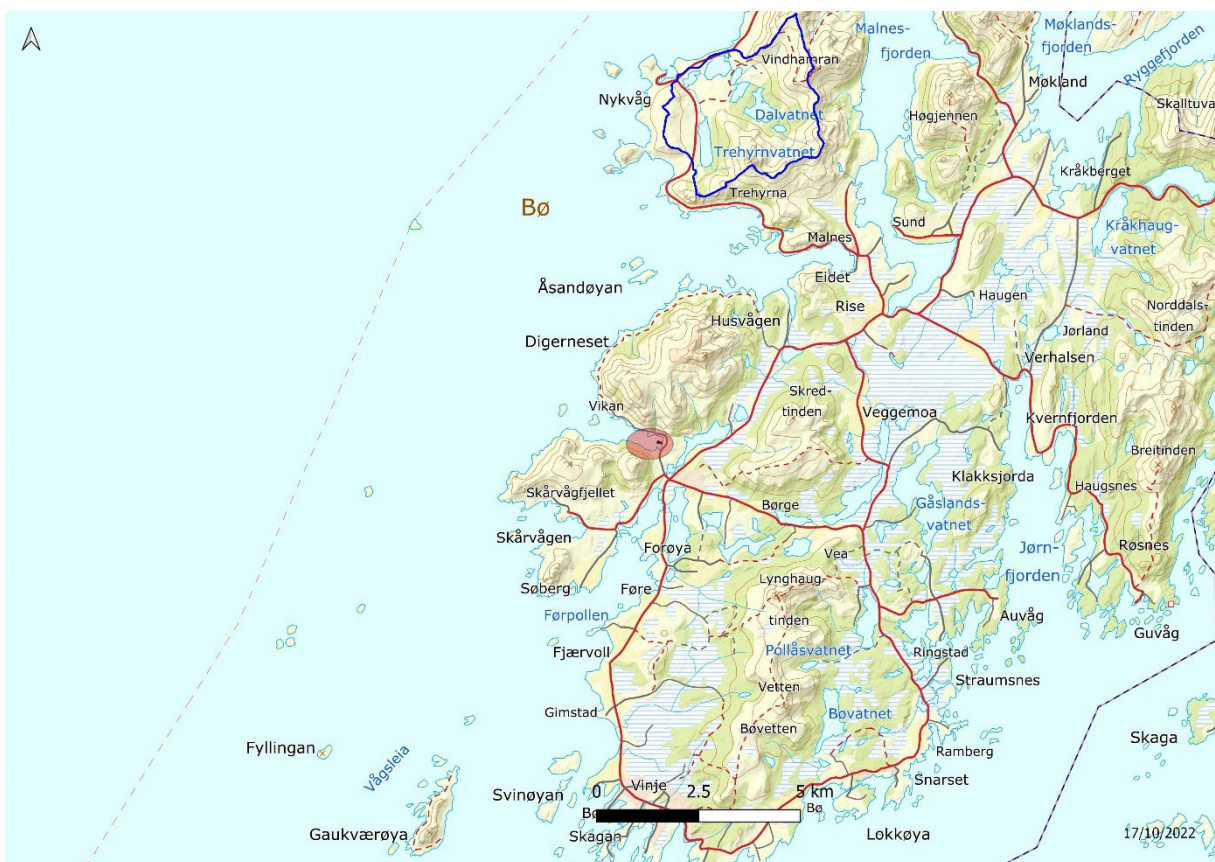 Malnes-
fjorden
Møklands-
fjorden
Ryggefjorden
Vindhamran
Møkland
Nykvåg
Skalltuva
Dalvatnet
Høgjennen
Trehyrnvatnet
Kråkberget
Trehyrna
Bø
Sund
Kråkhaug-
vatnet
Malnes
Eidet
Åsandøyan
Haugen
Rise
Norddals-
tinden
Husvågen
Jørland
Digerneset
Verhalsen
Skred-
tinden
Vikan
Veggemoa
Kvernfjorden
Breitinden
Klakksjorda
Haugsnes
Skårvågfjellet
Børge
Gåslands-
vatnet
Skårvågen
Forøya
Vea
Jørn-
fjorden
Røsnes
Lynghaug-
tinden
Søberg
Føre
Førpollen
Auvåg
Guvåg
Fjærvoll
Pollåsvatnet
Ringstad
Straumsnes
Vetten
Gimstad
Bøvatnet
Bøvetten
Skaga
Fyllingan
Ramberg
Vågsleia
Snarset
Vinje
0 2.5 5 km
Svinøyan
Bø
Bø
Gaukværøya
Skagan
Lokkøya
17/10/2022